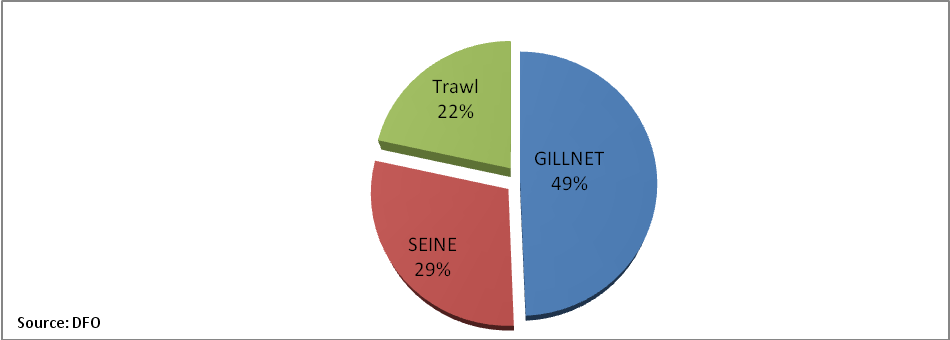 Trawl
22%
GILLNET
49%
SEINE
29%
Source: DFO